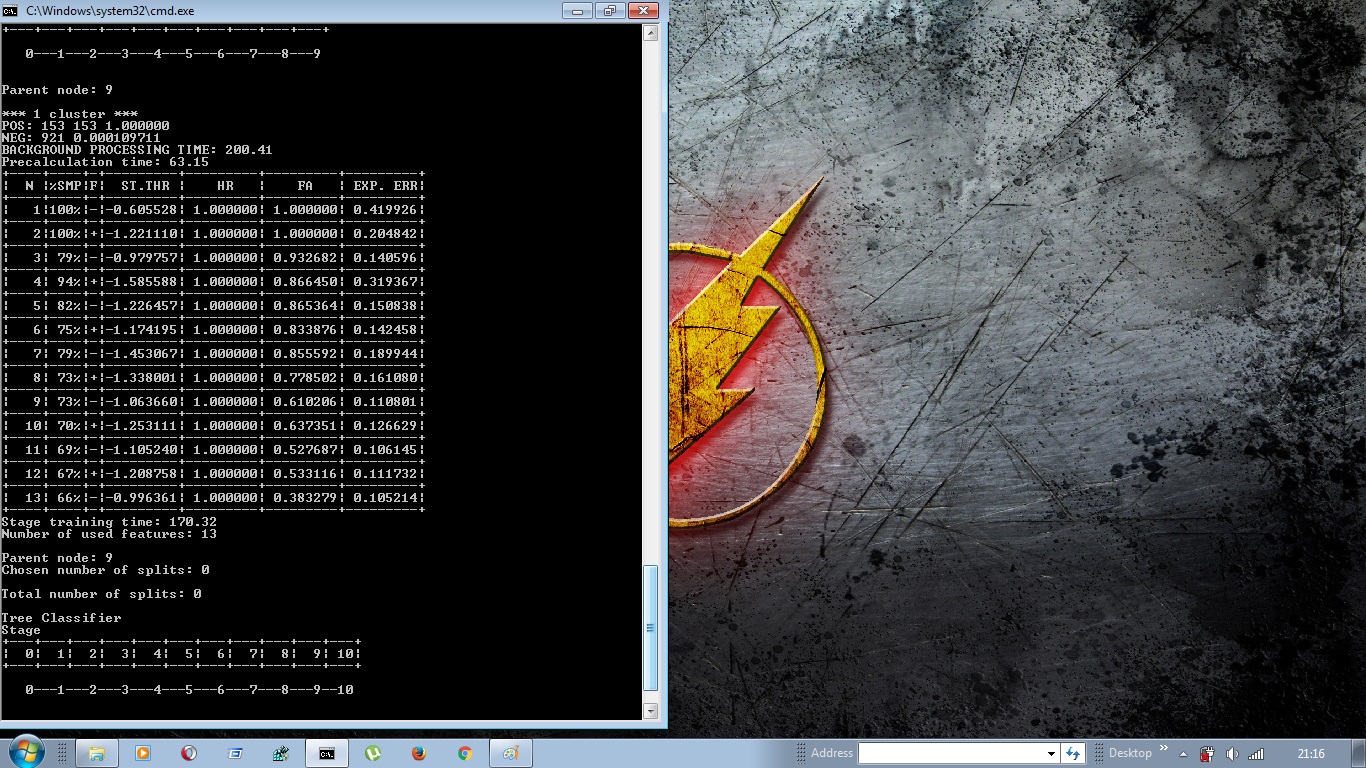 C:\Windows\system32\cmd.exe
+---+---+---+---+---+---+---+---+---+---+
0---1---2---3---4---5---6---7---8---9
Parent node: 9
*** 1 cluster ***
POS: 153 153 1.000000
NEG: 921 0.000109711
BACKGROUND PROCESSING TIME: 200.41
Precalculation time: 63.15
+----+----+-+---------+---------+---------+---------+
|  N |%SMP|F|  ST.THR |    HR   |    FA   | EXP. ERR|
+----+----+-+---------+---------+---------+---------+
|   1|100%|-|-0.605528| 1.000000| 1.000000| 0.419926|
+----+----+-+---------+---------+---------+---------+
|   2|100%|+|-1.221110| 1.000000| 1.000000| 0.204842|
+----+----+-+---------+---------+---------+---------+
|   3| 79%|-|-0.979757| 1.000000| 0.932682| 0.140596|
+----+----+-+---------+---------+---------+---------+
|   4| 94%|+|-1.585588| 1.000000| 0.866450| 0.319367|
+----+----+-+---------+---------+---------+---------+
|   5| 82%|-|-1.226457| 1.000000| 0.865364| 0.150838|
+----+----+-+---------+---------+---------+---------+
|   6| 75%|+|-1.174195| 1.000000| 0.833876| 0.142458|
+----+----+-+---------+---------+---------+---------+
|   7| 79%|-|-1.453067| 1.000000| 0.855592| 0.189944|
+----+----+-+---------+---------+---------+---------+
|   8| 73%|+|-1.338001| 1.000000| 0.778502| 0.161080|
+----+----+-+---------+---------+---------+---------+
|   9| 73%|-|-1.063660| 1.000000| 0.610206| 0.110801|
+----+----+-+---------+---------+---------+---------+
|  10| 70%|+|-1.253111| 1.000000| 0.637351| 0.126629|
+----+----+-+---------+---------+---------+---------+
|  11| 69%|-|-1.105240| 1.000000| 0.527687| 0.106145|
+----+----+-+---------+---------+---------+---------+
|  12| 67%|+|-1.208758| 1.000000| 0.533116| 0.111732|
+----+----+-+---------+---------+---------+---------+
|  13| 66%|-|-0.996361| 1.000000| 0.383279| 0.105214|
+----+----+-+---------+---------+---------+---------+
Stage training time: 170.32
Number of used features: 13
Parent node: 9
Chosen number of splits: 0
Total number of splits: 0
Tree Classifier
Stage
+---+---+---+---+---+---+---+---+---+---+---+
|  0|  1|  2|  3|  4|  5|  6|  7|  8|  9| 10|
+---+---+---+---+---+---+---+---+---+---+---+
0---1---2---3---4---5---6---7---8---9--10
C:\.
Address
Desktop »
21:16